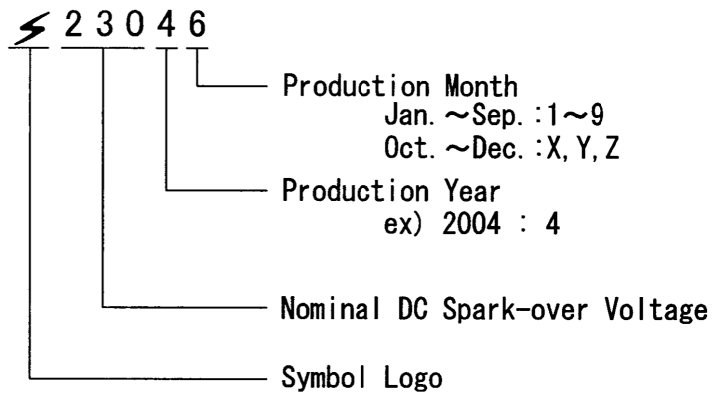 23046
Production Month
Jan.～Sep.:1～9
Oct.～Dec.:X,Y,Z
Production Year
ex) 2004 : 4
Nominal DC Spark-over Voltage
Symbol Logo